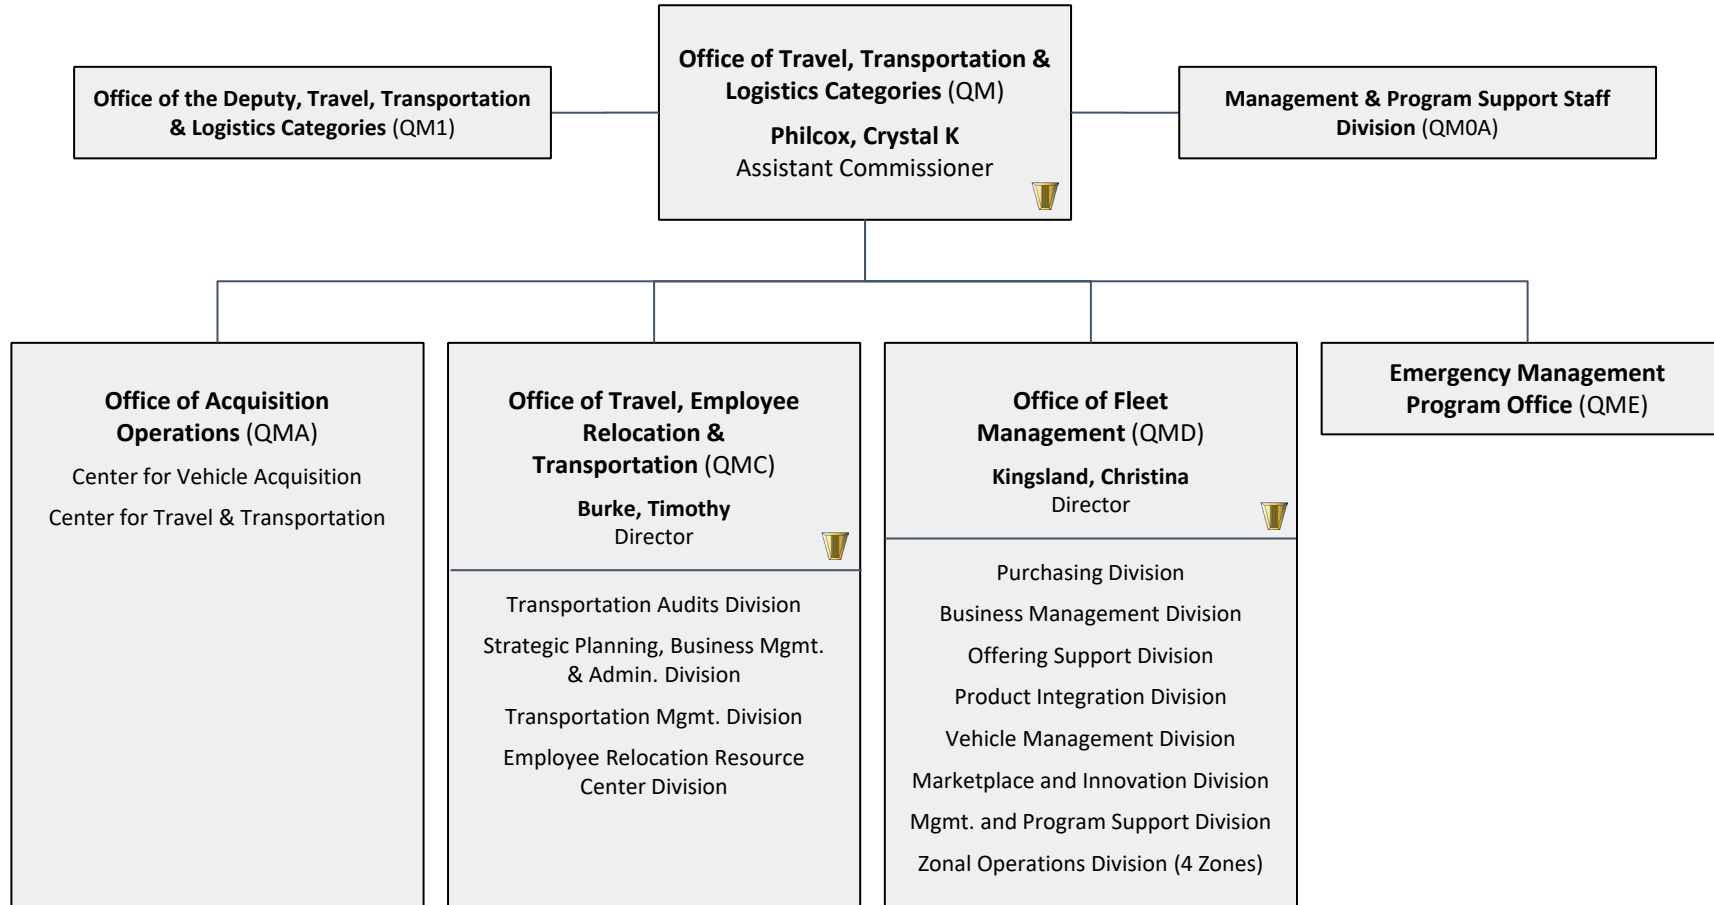 Office of Travel, Transportation &
Logistics Categories (QM)
Philcox, Crystal K
Assistant Commissioner
Office of the Deputy, Travel, Transportation
& Logistics Categories (QM1)
Management & Program Support Staff
Division (QM0A)
Office of Acquisition
Operations (QMA)
Center for Vehicle Acquisition
Center for Travel & Transportation
Office of Travel, Employee
Relocation &
Transportation (QMC)
Burke, Timothy
Director
Transportation Audits Division
Strategic Planning, Business Mgmt.
& Admin. Division
Transportation Mgmt. Division
Employee Relocation Resource
Center Division
Office of Fleet
Management (QMD)
Kingsland, Christina
Director
Purchasing Division
Business Management Division
Offering Support Division
Product Integration Division
Vehicle Management Division
Marketplace and Innovation Division
Mgmt. and Program Support Division
Zonal Operations Division (4 Zones)
Emergency Management
Program Office (QME)